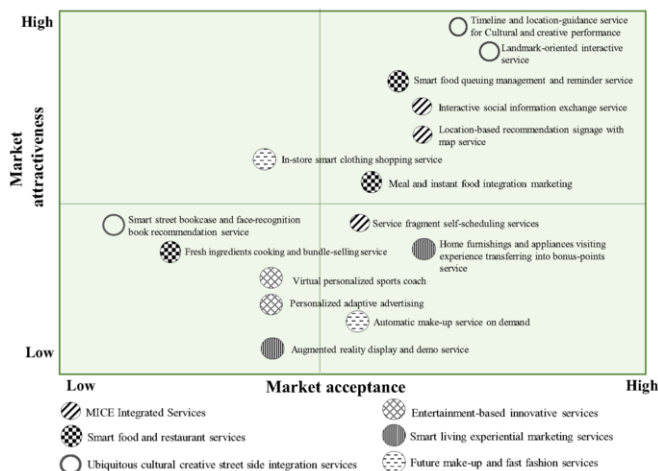 High
Timeline and location-guidance service
for Cultural and creative performance
Landmark-oriented interactive
service
Smart food queuing management and reminder service
Interactive social information exchange service
Location-based recommendation signage with
map service
Market
attractiveness
In-store smart clothing shopping service
Meal and instant food integration marketing
Smart street bookcase and face-recognition
book recommendation service
Service fragment self-scheduling services
Fresh ingredients cooking and bundle-selling service
Home furnishings and appliances visiting
experience transferring into bonus-points
service
Virtual personalized sports coach
Personalized adaptive advertising
Automatic make-up service on demand
Augmented reality display and demo service
Low
Low
Market acceptance
High
MICE Integrated Services
Entertainment-based innovative services
Smart food and restaurant services
Smart living experiential marketing services
Ubiquitous cultural creative street side integration services
Future make-up and fast fashion services